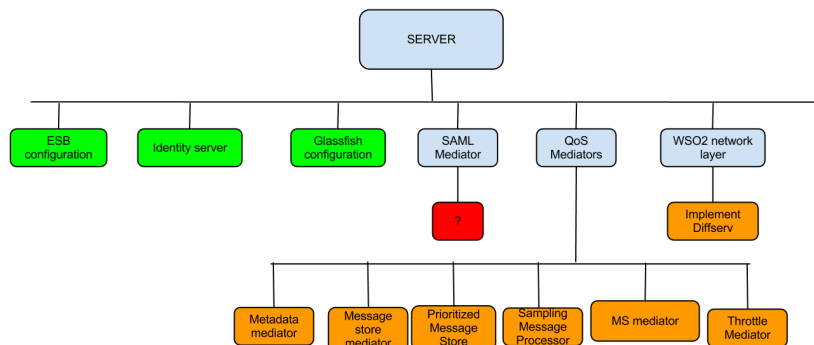 SERVER
ESB
configuration
Identity server
Glassfish
configuration
SAML
Mediator
QoS
Mediators
WSO2 network
layer
?
Implement
Diffserv
Metadata
mediator
Message
store
mediator
Prioritized
Message
Store
Sampling
Message
Processor
MS mediator
Throttle
Mediator